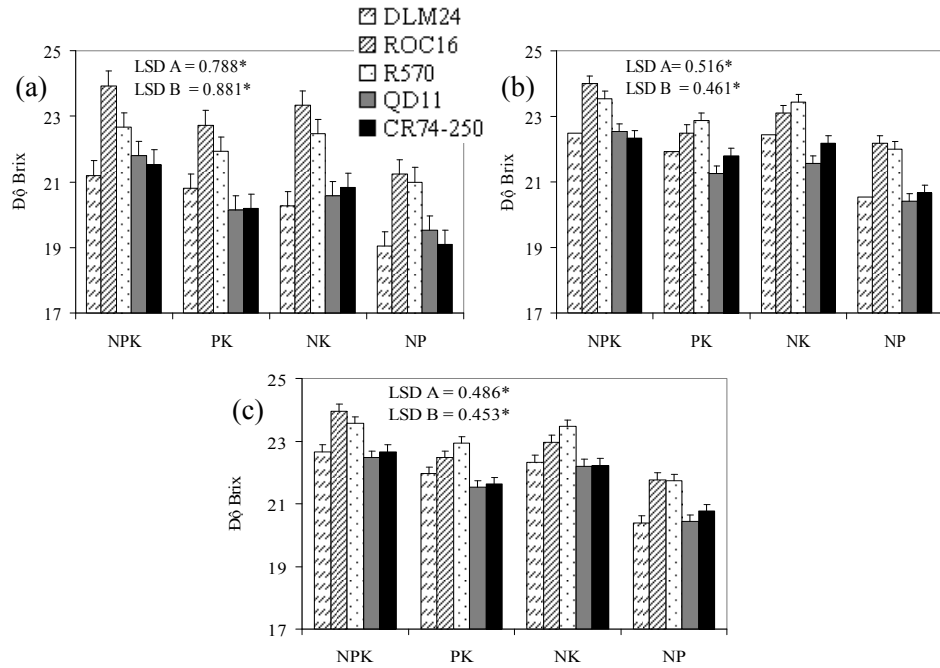 DLM24
ROC16
R570
QD11
CR74-250
(a)
LSD A = 0.788*
LSD B = 0.881*
Độ Brix
25
23
21
19
17
NPK PK NK NP
(b)
LSD A= 0.516*
LSD B = 0.461*
Độ Brix
25
23
21
19
17
NPK PK NK NP
(c)
LSD A = 0.486*
LSD B = 0.453*
Độ Brix
25
23
21
19
17
NPK PK NK NP